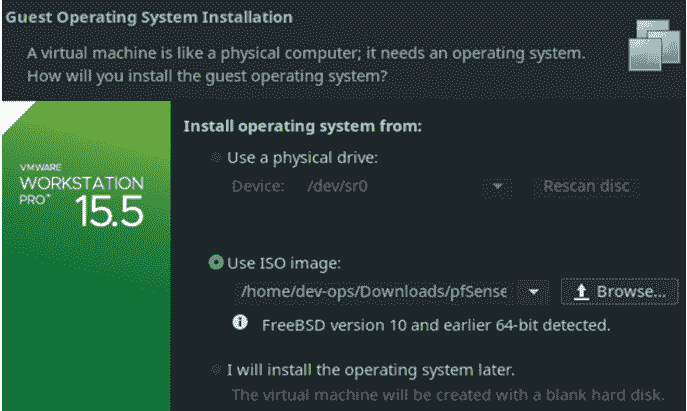 Guest Operating System Installation
A virtual machine is like a physical computer; it needs an operating system.
How will you install the guest operating system?
VMWARE
WORKSTATION
PRO™ 15.5
Install operating system from:
Use a physical drive:
Device: /dev/sr0 Rescan disc
Use ISO image:
/home/dev-ops/Downloads/pfSense Browse...
FreeBSD version 10 and earlier 64-bit detected.
I will install the operating system later.
The virtual machine will be created with a blank hard disk.